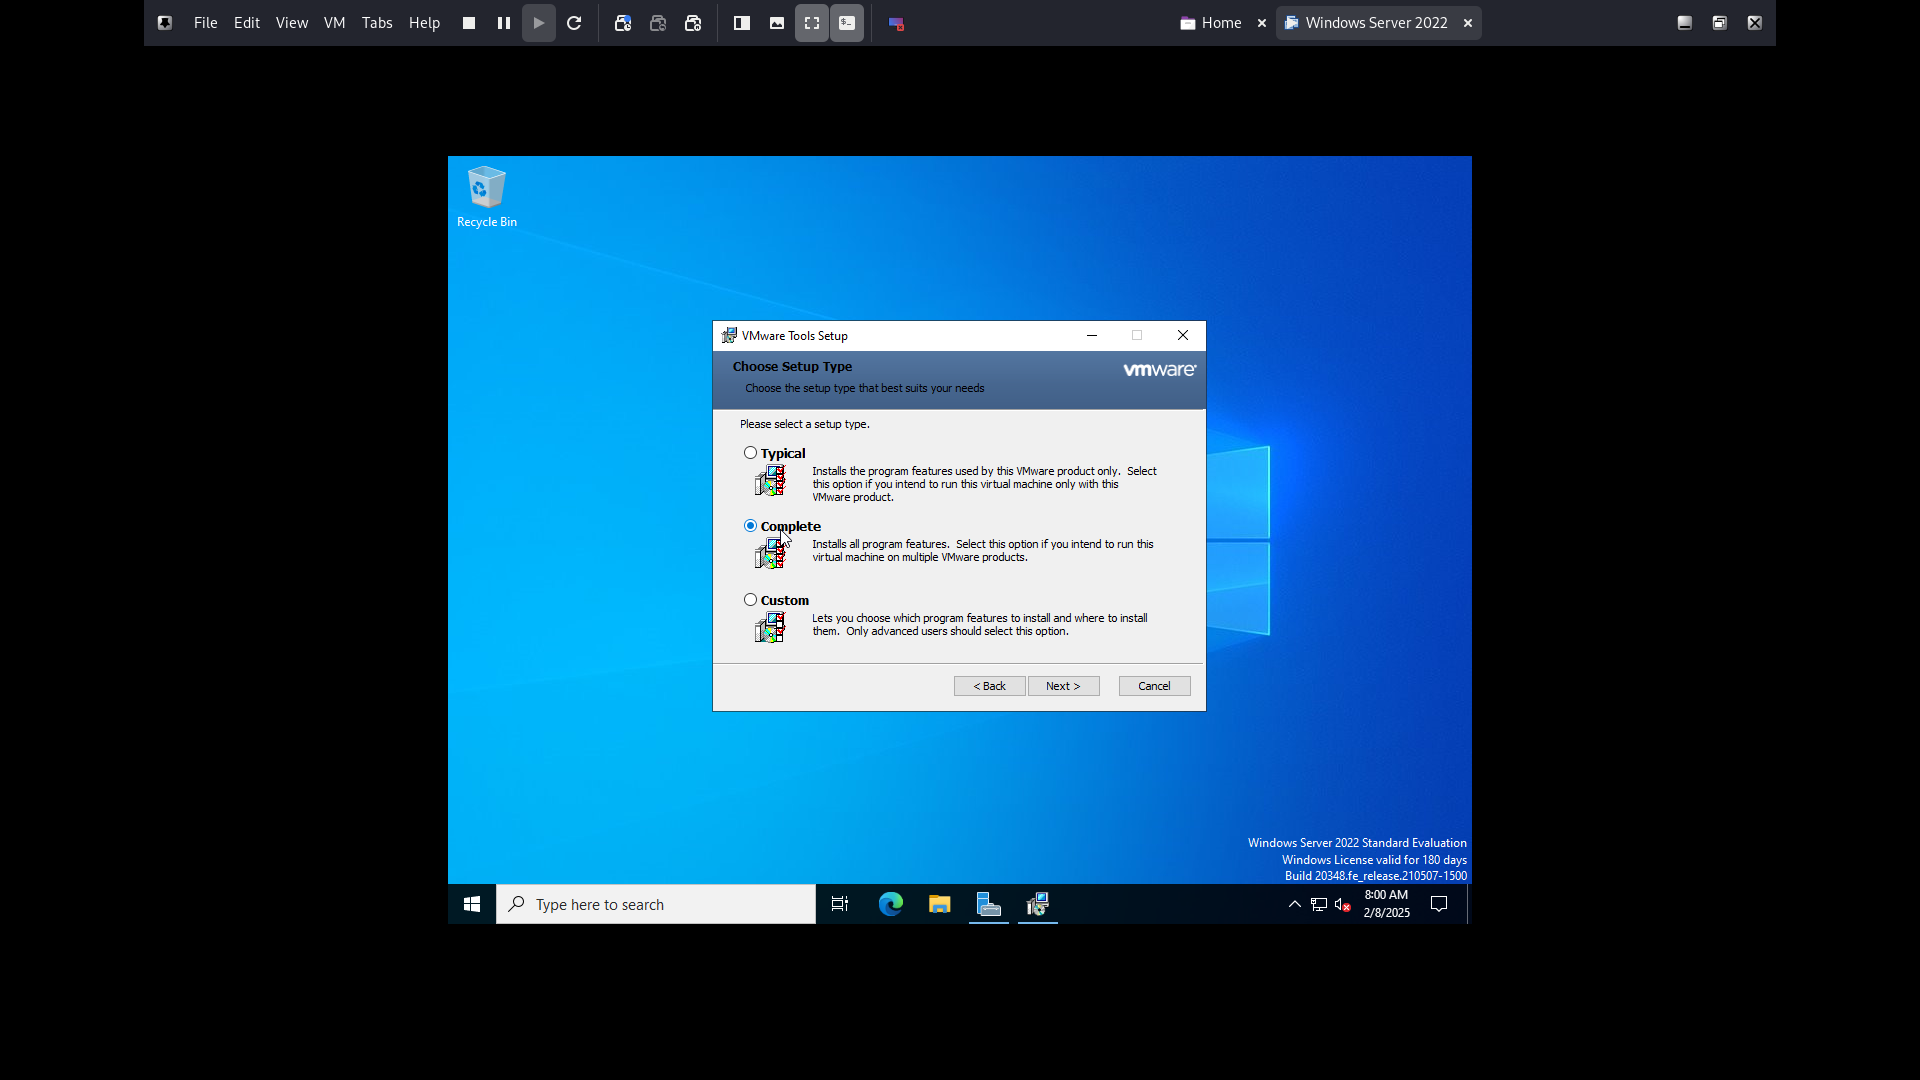 File Edit View VM Tabs Help
Home
Windows Server 2022
Recycle Bin
VMware Tools Setup
Choose Setup Type
Choose the setup type that best suits your needs
vmware
Please select a setup type.
Typical
Installs the program features used by this VMware product only. Select
this option if you intend to run this virtual machine only with this
VMware product.
Complete
Installs all program features. Select this option if you intend to run this
virtual machine on multiple VMware products.
Custom
Lets you choose which program features to install and where to install
them. Only advanced users should select this option.
< Back
Next >
Cancel
Windows Server 2022 Standard Evaluation
Windows License valid for 180 days
Build 20348.fe_release.210507-1500
Type here to search
8:00 AM
2/8/2025